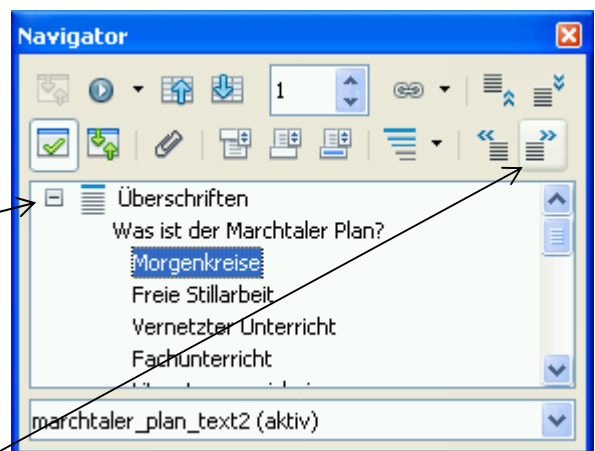 Navigator
1
Überschriften
Was ist der Marchtaler Plan?
Morgenkreise
Freie Stillarbeit
Vernetzter Unterricht
Fachunterricht
marchtaler_plan_text2 (aktiv)